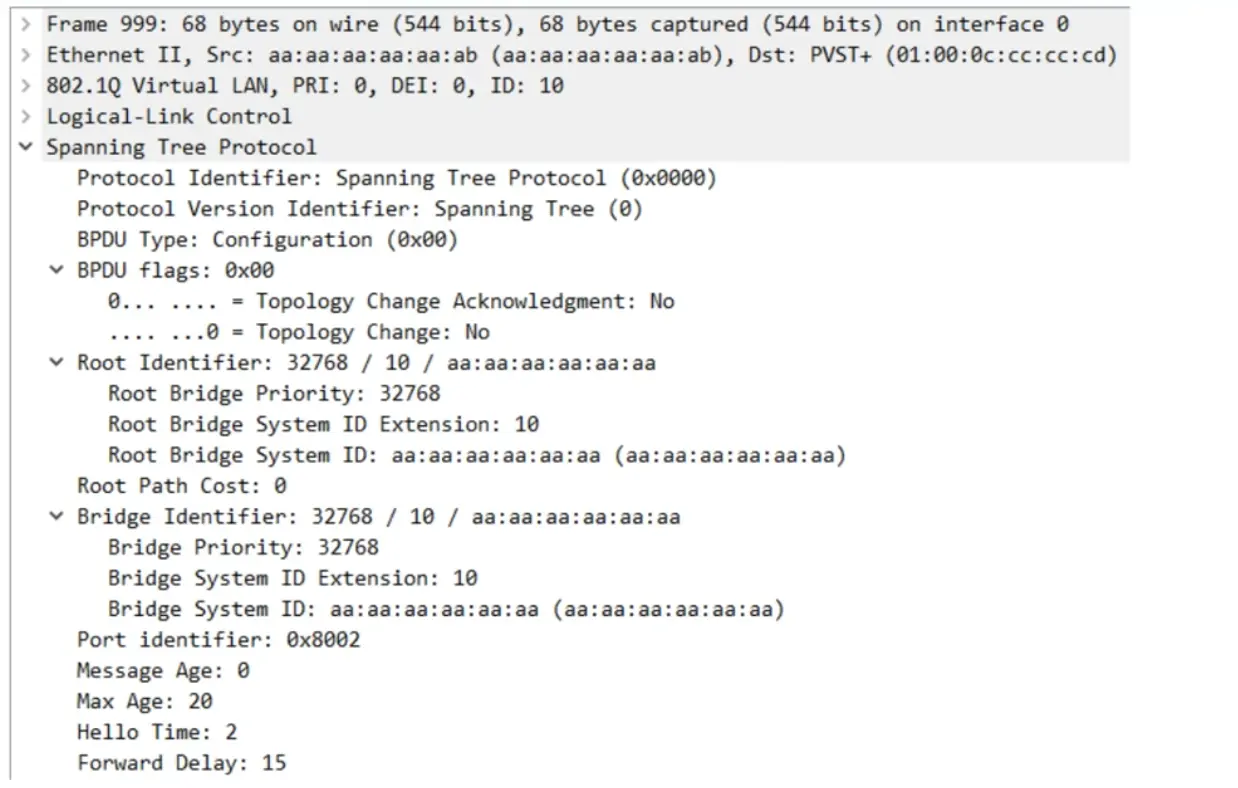 Frame 999: 68 bytes on wire (544 bits), 68 bytes captured (544 bits) on interface 0
Ethernet II, Src: aa:aa:aa:aa:aa:ab (aa:aa:aa:aa:aa:ab), Dst: PVST+ (01:00:0c:cc:cc:cd)
802.1Q Virtual LAN, PRI: 0, DEI: 0, ID: 10
Logical-Link Control
Spanning Tree Protocol
Protocol Identifier: Spanning Tree Protocol (0x0000)
Protocol Version Identifier: Spanning Tree (0)
BPDU Type: Configuration (0x00)
BPDU flags: 0x00
0... .... = Topology Change Acknowledgment: No
.... ...0 = Topology Change: No
Root Identifier: 32768 / 10 / aa:aa:aa:aa:aa:aa
Root Bridge Priority: 32768
Root Bridge System ID Extension: 10
Root Bridge System ID: aa:aa:aa:aa:aa:aa (aa:aa:aa:aa:aa:aa)
Root Path Cost: 0
Bridge Identifier: 32768 / 10 / aa:aa:aa:aa:aa:aa
Bridge Priority: 32768
Bridge System ID Extension: 10
Bridge System ID: aa:aa:aa:aa:aa:aa (aa:aa:aa:aa:aa:aa)
Port identifier: 0x8002
Message Age: 0
Max Age: 20
Hello Time: 2
Forward Delay: 15